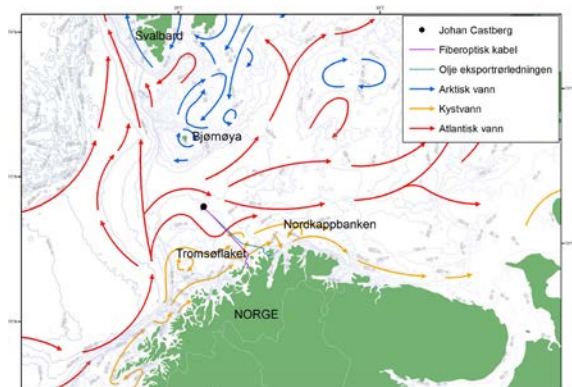 Svalbard
Bjørnøya
Nordkappbanken
Tromsøflaket
NORGE
Johan Castberg
Fiberoptisk kabel
Olje eksportrørledningen
Arktisk vann
Kystvann
Atlantisk vann